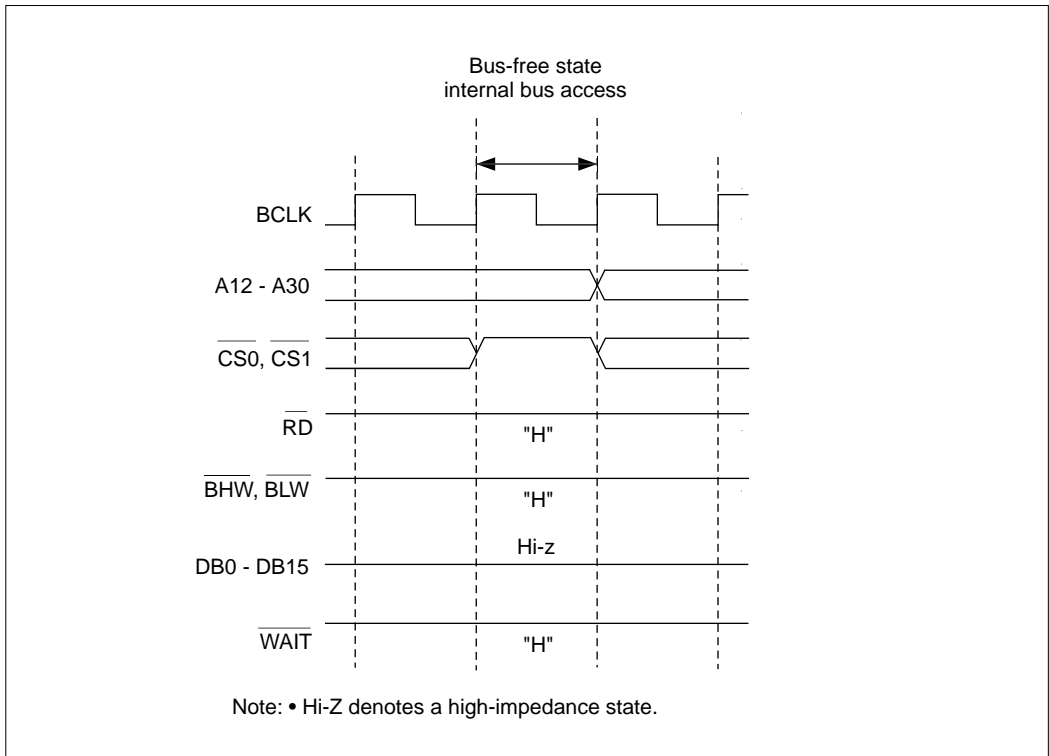 Bus-free state
internal bus access
BCLK
A12 - A30
CS0, CS1
RD
"H"
BHW, BLW
"H"
Hi-z
DB0 - DB15
WAIT
"H"
Note: • Hi-Z denotes a high-impedance state.